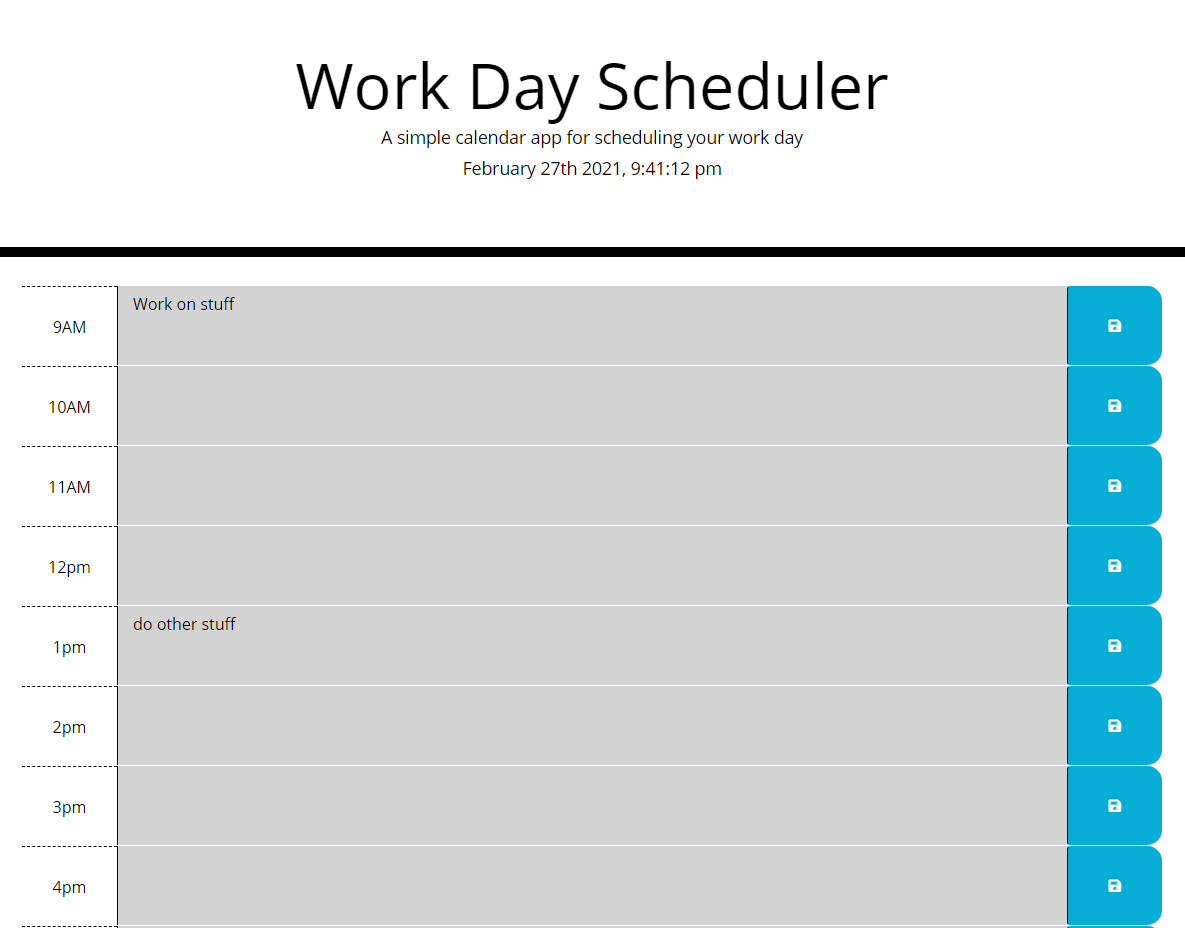 Work Day Scheduler
A simple calendar app for scheduling your work day
February 27th 2021, 9:41:12 pm
9AM
Work on stuff
10AM
11AM
12pm
1pm
do other stuff
2pm
3pm
4pm